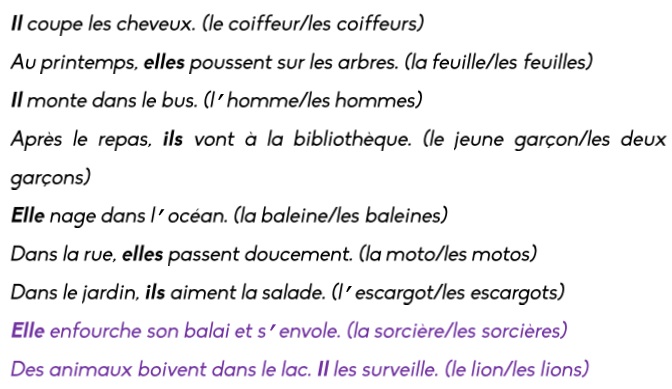 Il coupe les cheveux. (le coiffeur/les coiffeurs)
Au printemps, elles poussent sur les arbres. (la feuille/les feuilles)
Il monte dans le bus. (l’homme/les hommes)
Après le repas, ils vont à la bibliothèque. (le jeune garçon/les deux
garçons)
Elle nage dans l’océan. (la baleine/les baleines)
Dans la rue, elles passent doucement. (la moto/les motos)
Dans le jardin, ils aiment la salade. (l’escargot/les escargots)
Elle enfourche son balai et s’envole. (la sorcière/les sorcières)
Des animaux boivent dans le lac. Il les surveille. (le lion/les lions)